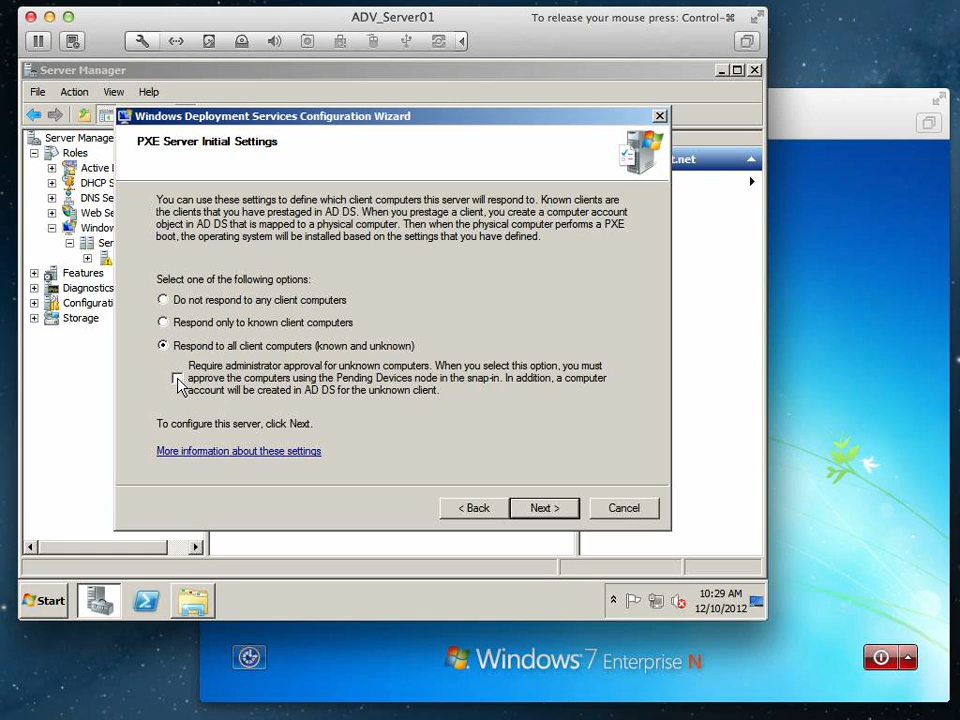 ADV_Server01
To release your mouse press: Control-⌘
Server Manager
File Action View Help
Windows Deployment Services Configuration Wizard
PXE Server Initial Settings
Server Manage
Roles
Active I
DHCP S
DNS Se
Web Se
Window
Ser
Features
Diagnostics
Configurati
Storage
t.net
You can use these settings to define which client computers this server will respond to. Known clients are
the clients that you have prestaged in AD DS. When you prestage a client, you create a computer account
object in AD DS that is mapped to a physical computer. Then when the physical computer performs a PXE
boot, the operating system will be installed based on the settings that you have defined.
Select one of the following options:
Do not respond to any client computers
Respond only to known client computers
Respond to all client computers (known and unknown)
Require administrator approval for unknown computers. When you select this option, you must
approve the computers using the Pending Devices node in the snap-in. In addition, a computer
account will be created in AD DS for the unknown client.
To configure this server, click Next.
More information about these settings
< Back Next > Cancel
Start
10:29 AM
12/10/2012
Windows 7 Enterprise N